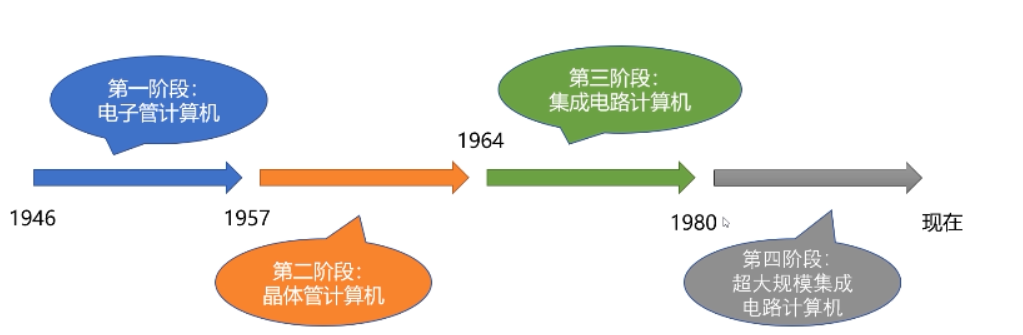 第一阶段：
电子管计算机
第三阶段：
集成电路计算机
1964
1946
1957
1980
现在
第二阶段：
晶体管计算机
第四阶段：
超大规模集成
电路计算机